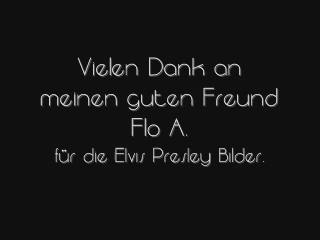 Vielen Dank an
meinen guten Freund
Flo A.
für die Elvis Presley Bilder.